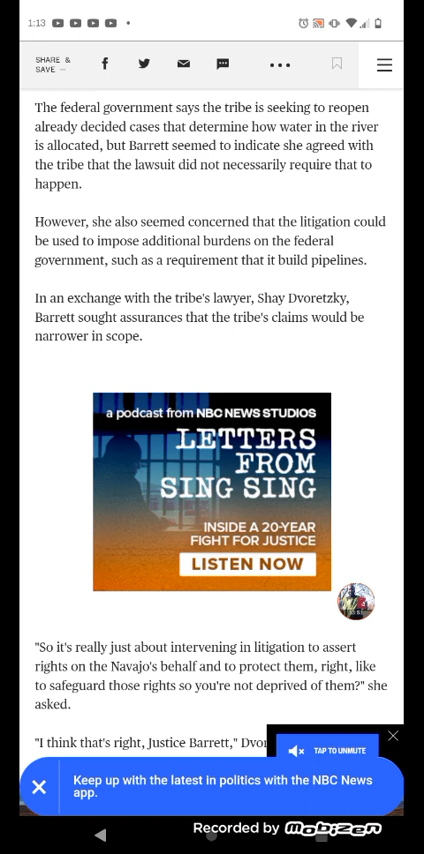 1:13
SHARE &
SAVE —
The federal government says the tribe is seeking to reopen
already decided cases that determine how water in the river
is allocated, but Barrett seemed to indicate she agreed with
the tribe that the lawsuit did not necessarily require that to
happen.
However, she also seemed concerned that the litigation could
be used to impose additional burdens on the federal
government, such as a requirement that it build pipelines.
In an exchange with the tribe's lawyer, Shay Dvoretzky,
Barrett sought assurances that the tribe's claims would be
narrower in scope.
a podcast from NBC NEWS STUDIOS
LETTERS
FROM
SING SING
INSIDE A 20-YEAR
FIGHT FOR JUSTICE
LISTEN NOW
"So it's really just about intervening in litigation to assert
rights on the Navajo's behalf and to protect them, right, like
to safeguard those rights so you're not deprived of them?" she
asked.
"I think that's right, Justice Barrett," Dvor
TAP TO UNMUTE
Keep up with the latest in politics with the NBC News
app.
Recorded by Mobizen